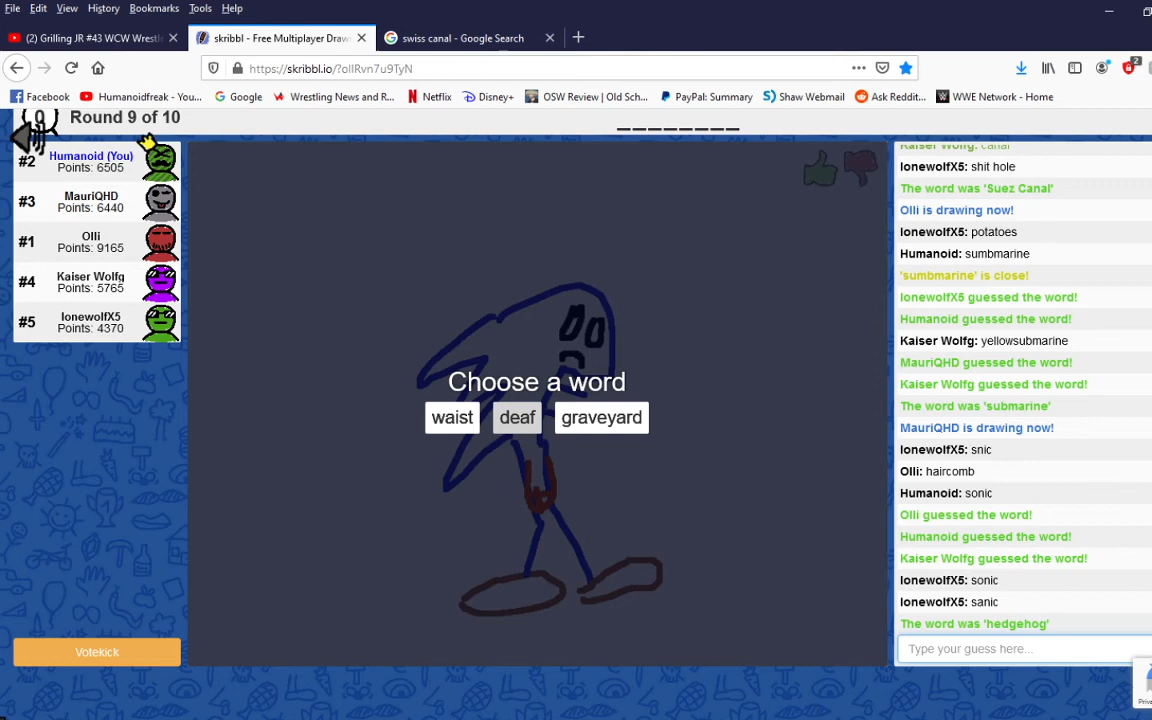 File Edit View History Bookmarks Tools Help
(2) Grilling JR #43 WCW Wrestl
skribbl - Free Multiplayer Drawi
swiss canal - Google Search
https://skribbl.io/?olIRvn7u9TyN
2
Facebook Humanoidfreak - You... Google Wrestling News and R... Netflix Disney+ OSW Review | Old Sch... PayPal: Summary Shaw Webmail Ask Reddit... WWE Network - Home
0 Round 9 of 10
________
#2 Humanoid (You)
Points: 6505
#3 MauriQHD
Points: 6440
#1 Olli
Points: 9165
#4 Kaiser Wolfg
Points: 5765
#5 lonewolfX5
Points: 4370
Votekick
Choose a word
waist deaf graveyard
Kaiser Wolfg: canal
lonewolfX5: shit hole
The word was 'Suez Canal'
Olli is drawing now!
lonewolfX5: potatoes
Humanoid: sumbmarine
'sumbmarine' is close!
lonewolfX5 guessed the word!
Humanoid guessed the word!
Kaiser Wolfg: yellowsubmarine
MauriQHD guessed the word!
Kaiser Wolfg guessed the word!
The word was 'submarine'
MauriQHD is drawing now!
lonewolfX5: snic
Olli: haircomb
Humanoid: sonic
Olli guessed the word!
Humanoid guessed the word!
Kaiser Wolfg guessed the word!
lonewolfX5: sonic
lonewolfX5: sanic
The word was 'hedgehog'
Type your guess here...